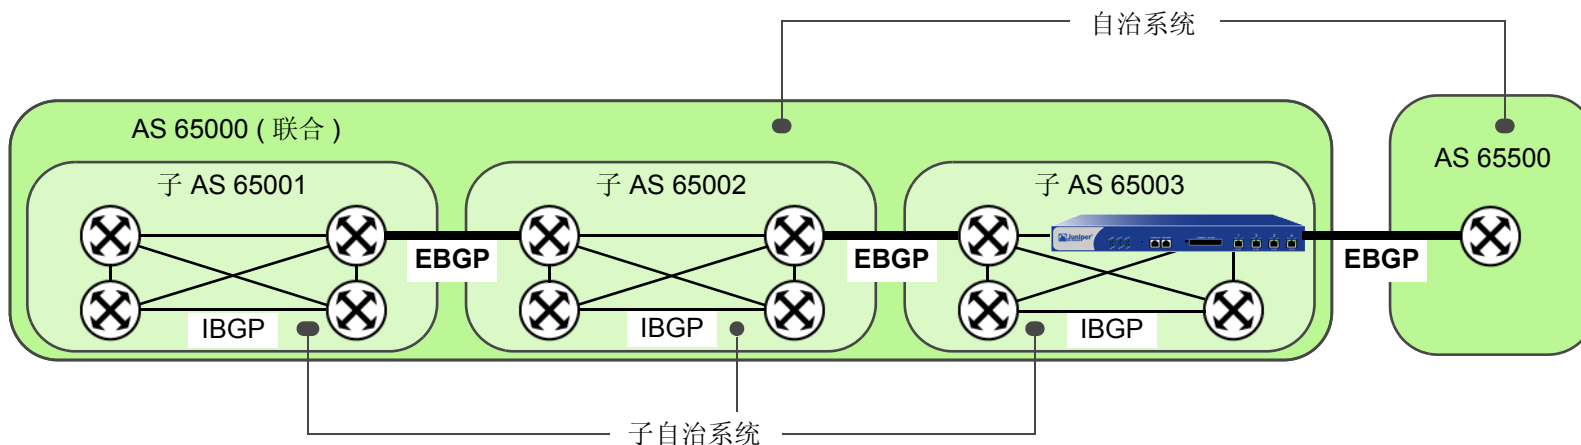 自治系统
AS 65000 ( 联合 )
AS 65500
子 AS 65001
子 AS 65002
子 AS 65003
Juniper
EBGP
EBGP
EBGP
IBGP
IBGP
IBGP
子自治系统